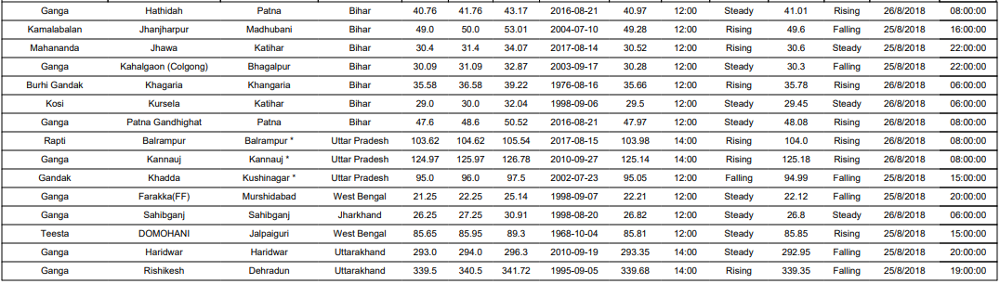 Ganga Hathidah Patna Bihar 40.76 41.76 43.17 2016-08-21 40.97 12:00 Steady 41.01 Rising 26/8/2018 08:00:00
Kamalabalan Jhanjharpur Madhubani Bihar 49.0 50.0 53.01 2004-07-10 49.28 12:00 Rising 49.6 Falling 25/8/2018 16:00:00
Mahananda Jhawa Katihar Bihar 30.4 31.4 34.07 2017-08-14 30.52 12:00 Rising 30.6 Steady 25/8/2018 22:00:00
Ganga Kahalgaon (Colgong) Bhagalpur Bihar 30.09 31.09 32.87 2003-09-17 30.28 12:00 Steady 30.3 Falling 25/8/2018 22:00:00
Burhi Gandak Khagaria Khangaria Bihar 35.58 36.58 39.22 1976-08-16 35.66 12:00 Rising 35.78 Rising 26/8/2018 06:00:00
Kosi Kursela Katihar Bihar 29.0 30.0 32.04 1998-09-06 29.5 12:00 Steady 29.45 Steady 26/8/2018 06:00:00
Ganga Patna Gandhighat Patna Bihar 47.6 48.6 50.52 2016-08-21 47.97 12:00 Steady 48.08 Rising 26/8/2018 08:00:00
Rapti Balrampur Balrampur * Uttar Pradesh 103.62 104.62 105.54 2017-08-15 103.98 14:00 Rising 104.0 Rising 26/8/2018 08:00:00
Ganga Kannauj Kannauj * Uttar Pradesh 124.97 125.97 126.78 2010-09-27 125.14 14:00 Rising 125.18 Rising 26/8/2018 08:00:00
Gandak Khadda Kushinagar * Uttar Pradesh 95.0 96.0 97.5 2002-07-23 95.05 12:00 Falling 94.99 Falling 25/8/2018 15:00:00
Ganga Farakka(FF) Murshidabad West Bengal 21.25 22.25 25.14 1998-09-07 22.21 12:00 Steady 22.12 Falling 25/8/2018 20:00:00
Ganga Sahibganj Sahibganj Jharkhand 26.25 27.25 30.91 1998-08-20 26.82 12:00 Steady 26.8 Steady 26/8/2018 06:00:00
Teesta DOMOHANI Jalpaiguri West Bengal 85.65 85.95 89.3 1968-10-04 85.81 12:00 Steady 85.85 Rising 25/8/2018 15:00:00
Ganga Haridwar Haridwar Uttarakhand 293.0 294.0 296.3 2010-09-19 293.35 14:00 Steady 292.95 Falling 25/8/2018 20:00:00
Ganga Rishikesh Dehradun Uttarakhand 339.5 340.5 341.72 1995-09-05 339.68 14:00 Rising 339.35 Falling 25/8/2018 19:00:00